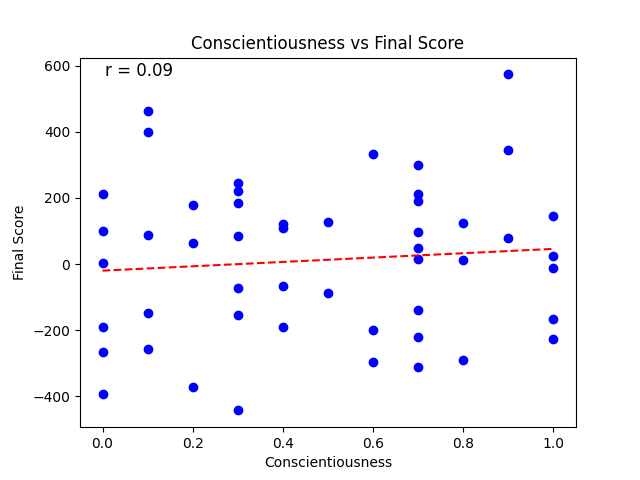 Conscientiousness vs Final Score
r = 0.09
600
400
200
0
−200
−400
Final Score
0.0 0.2 0.4 0.6 0.8 1.0
Conscientiousness